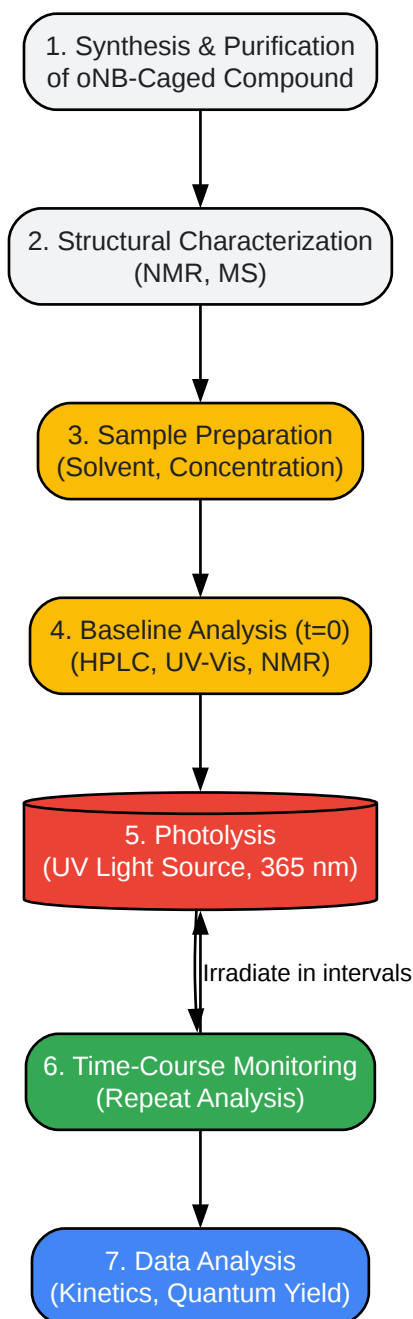 1. Synthesis & Purification
of oNB-Caged Compound
2. Structural Characterization
(NMR, MS)
3. Sample Preparation
(Solvent, Concentration)
4. Baseline Analysis (t=0)
(HPLC, UV-Vis, NMR)
5. Photolysis
(UV Light Source, 365 nm)
Irradiate in intervals
6. Time-Course Monitoring
(Repeat Analysis)
7. Data Analysis
(Kinetics, Quantum Yield)